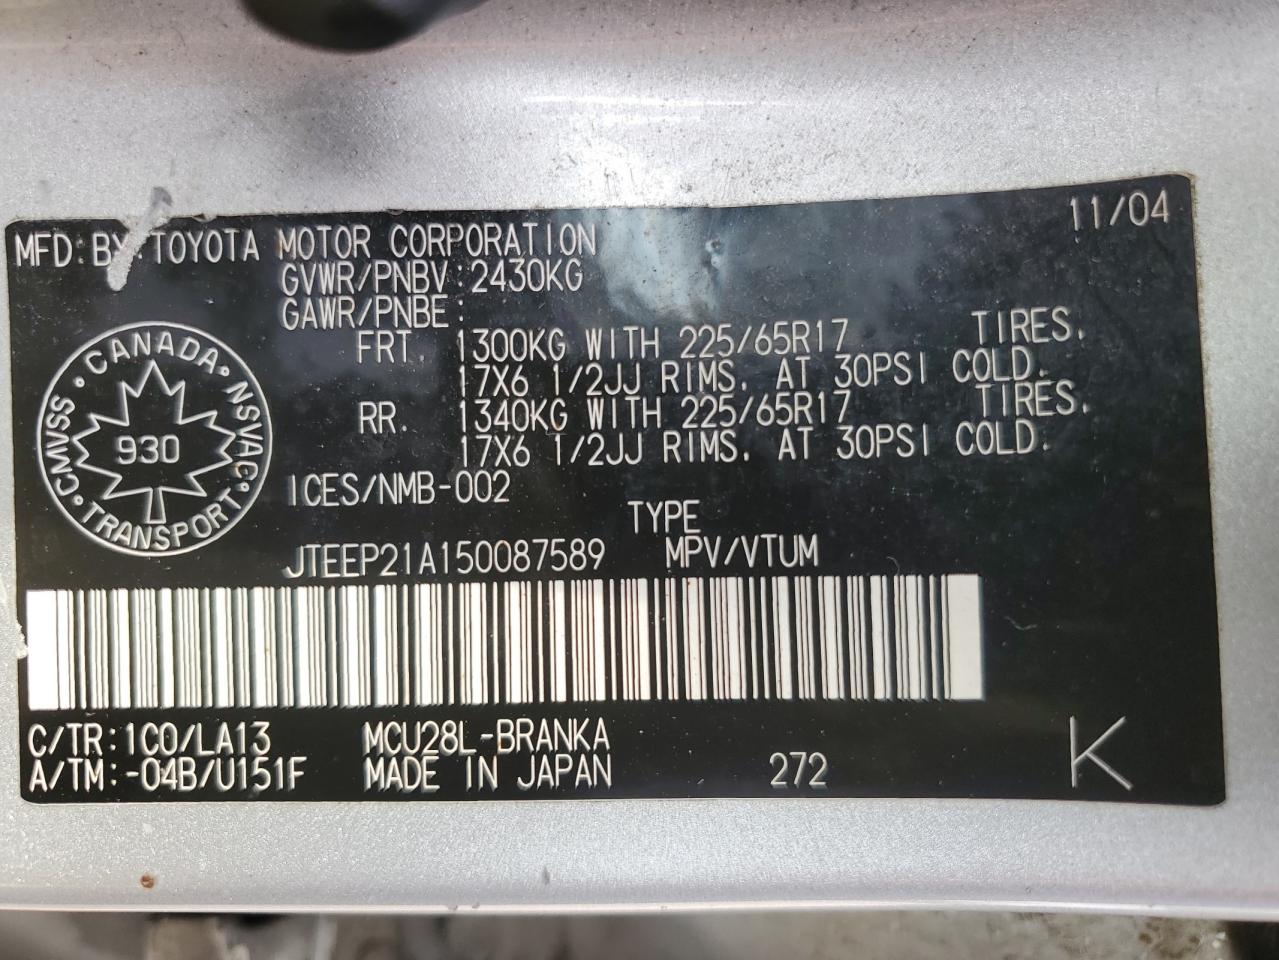 MFD. BY: TOYOTA MOTOR CORPORATION 11/04
GVWR/PNBV: 2430KG
GAWR/PNBE:
FRT. 1300KG WITH 225/65R17 TIRES.
17X6 1/2JJ RIMS. AT 30PSI COLD.
RR. 1340KG WITH 225/65R17 TIRES.
17X6 1/2JJ RIMS. AT 30PSI COLD.
CANADA · NSVAC · TRANSPORT · CMVSS ·
930
ICES/NMB-002
TYPE
JTEEP21A150087589 MPV/VTUM
C/TR: 1C0/LA13 MCU28L-BRANKA
A/TM: -04B/U151F MADE IN JAPAN 272 K